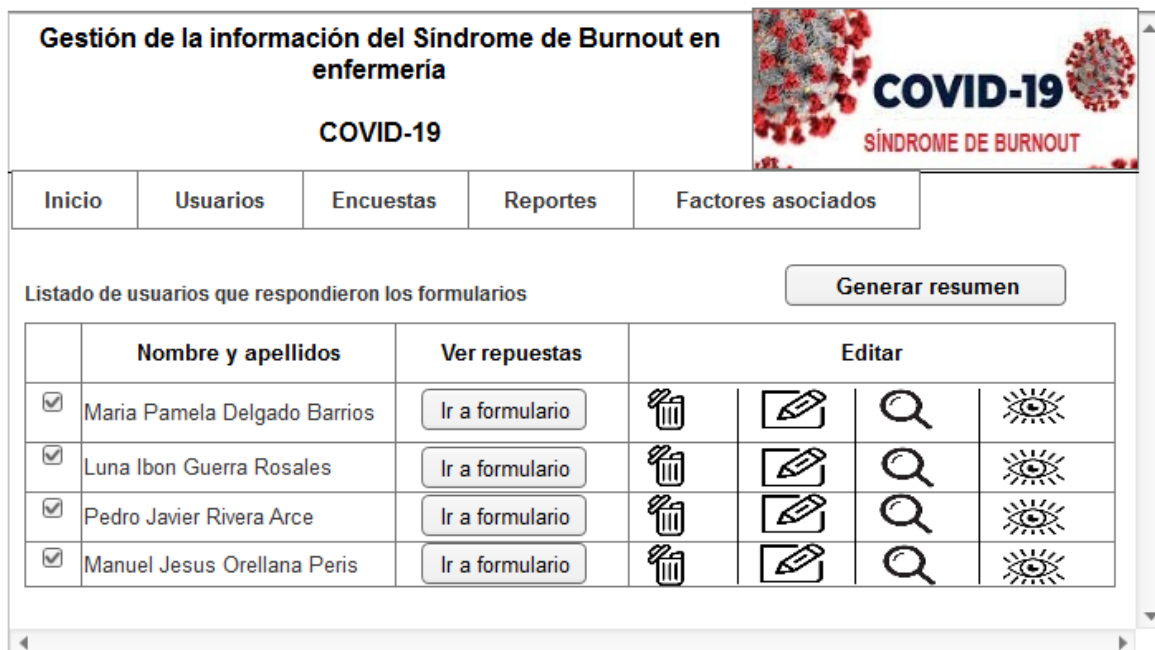 Gestión de la información del Síndrome de Burnout en
enfermería
COVID-19
COVID-19
SÍNDROME DE BURNOUT
Inicio Usuarios Encuestas Reportes Factores asociados
Listado de usuarios que respondieron los formularios
Generar resumen
Nombre y apellidos Ver repuestas Editar
Maria Pamela Delgado Barrios Ir a formulario
Luna Ibon Guerra Rosales Ir a formulario
Pedro Javier Rivera Arce Ir a formulario
Manuel Jesus Orellana Peris Ir a formulario